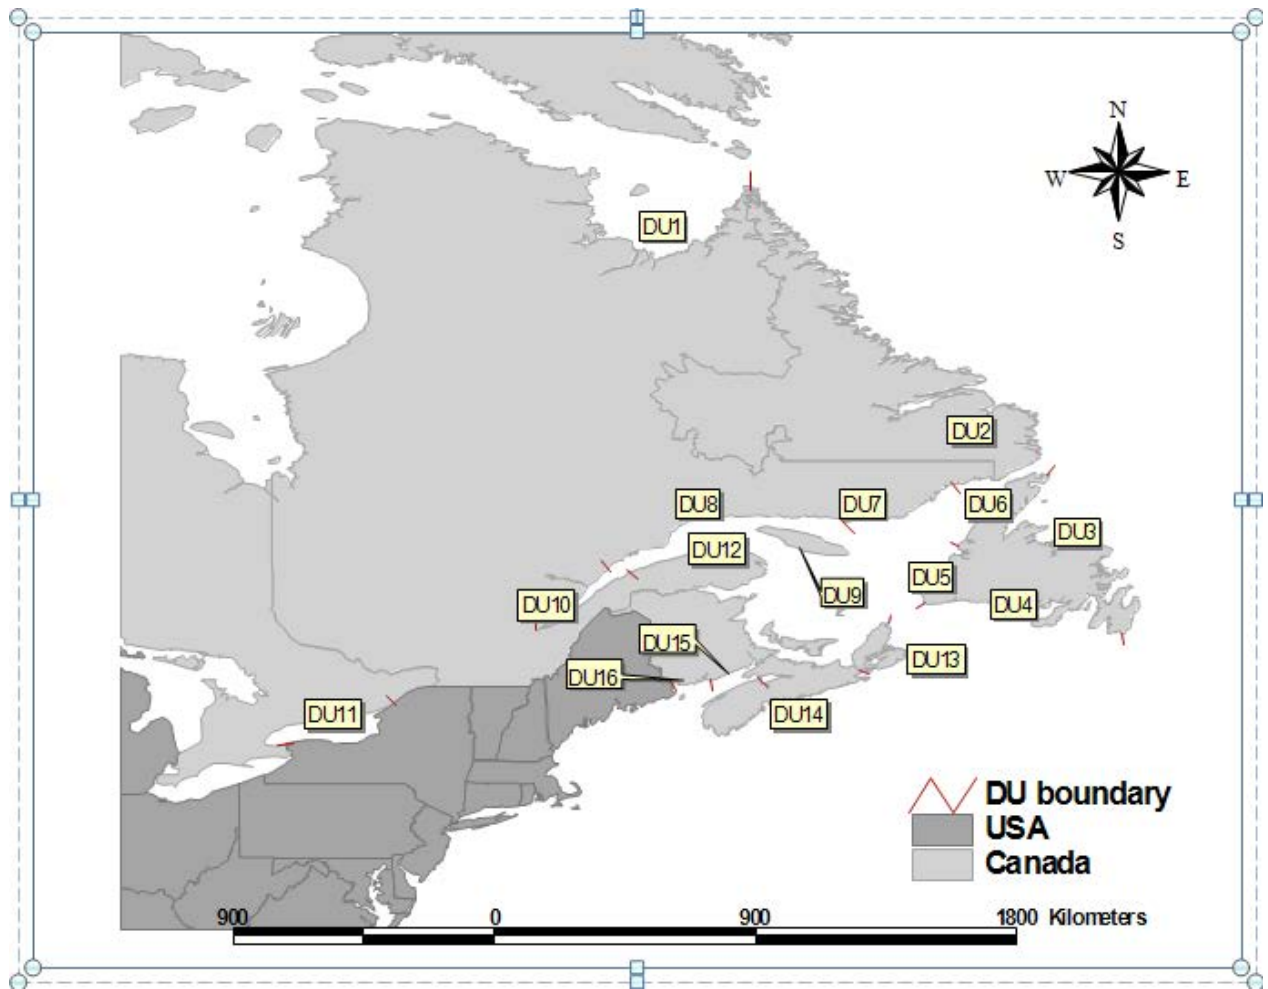 N
W E
S
DU1
DU2
DU8 DU7 DU6
DU3
DU12
DU5
DU9
DU10 DU4
DU15
DU13
DU16
DU11 DU14
DU boundary
USA
Canada
900 0 900 1800 Kilometers